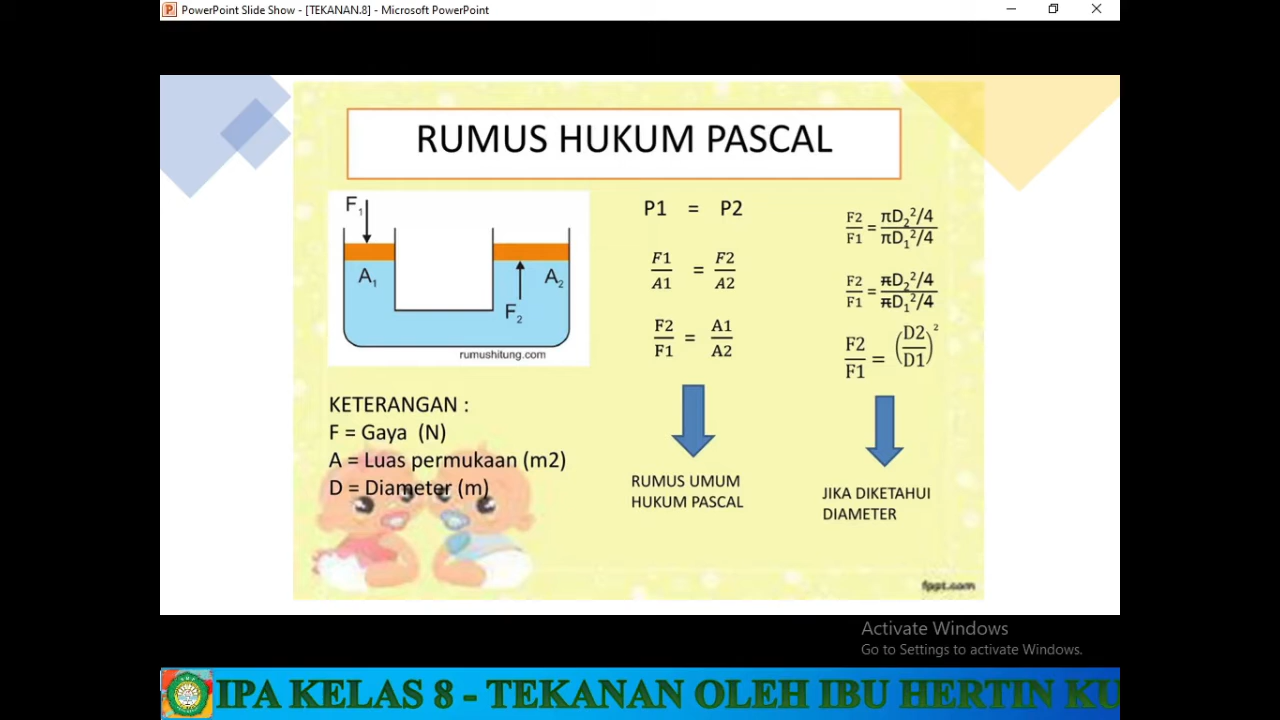 PowerPoint Slide Show - [TEKANAN.8] - Microsoft PowerPoint
RUMUS HUKUM PASCAL
F1
A1
A2
F2
rumushitung.com
KETERANGAN :
F = Gaya (N)
A = Luas permukaan (m2)
D = Diameter (m)
P1 = P2
F1/A1 = F2/A2
F2/F1 = A1/A2
RUMUS UMUM
HUKUM PASCAL
F2/F1 = πD₂²/4 / πD₁²/4
F2/F1 = πD₂²/4 / πD₁²/4
F2/F1 = (D2/D1)²
JIKA DIKETAHUI
DIAMETER
fppt.com
Activate Windows
Go to Settings to activate Windows.
IPA KELAS 8 - TEKANAN OLEH IBU HERTIN KU